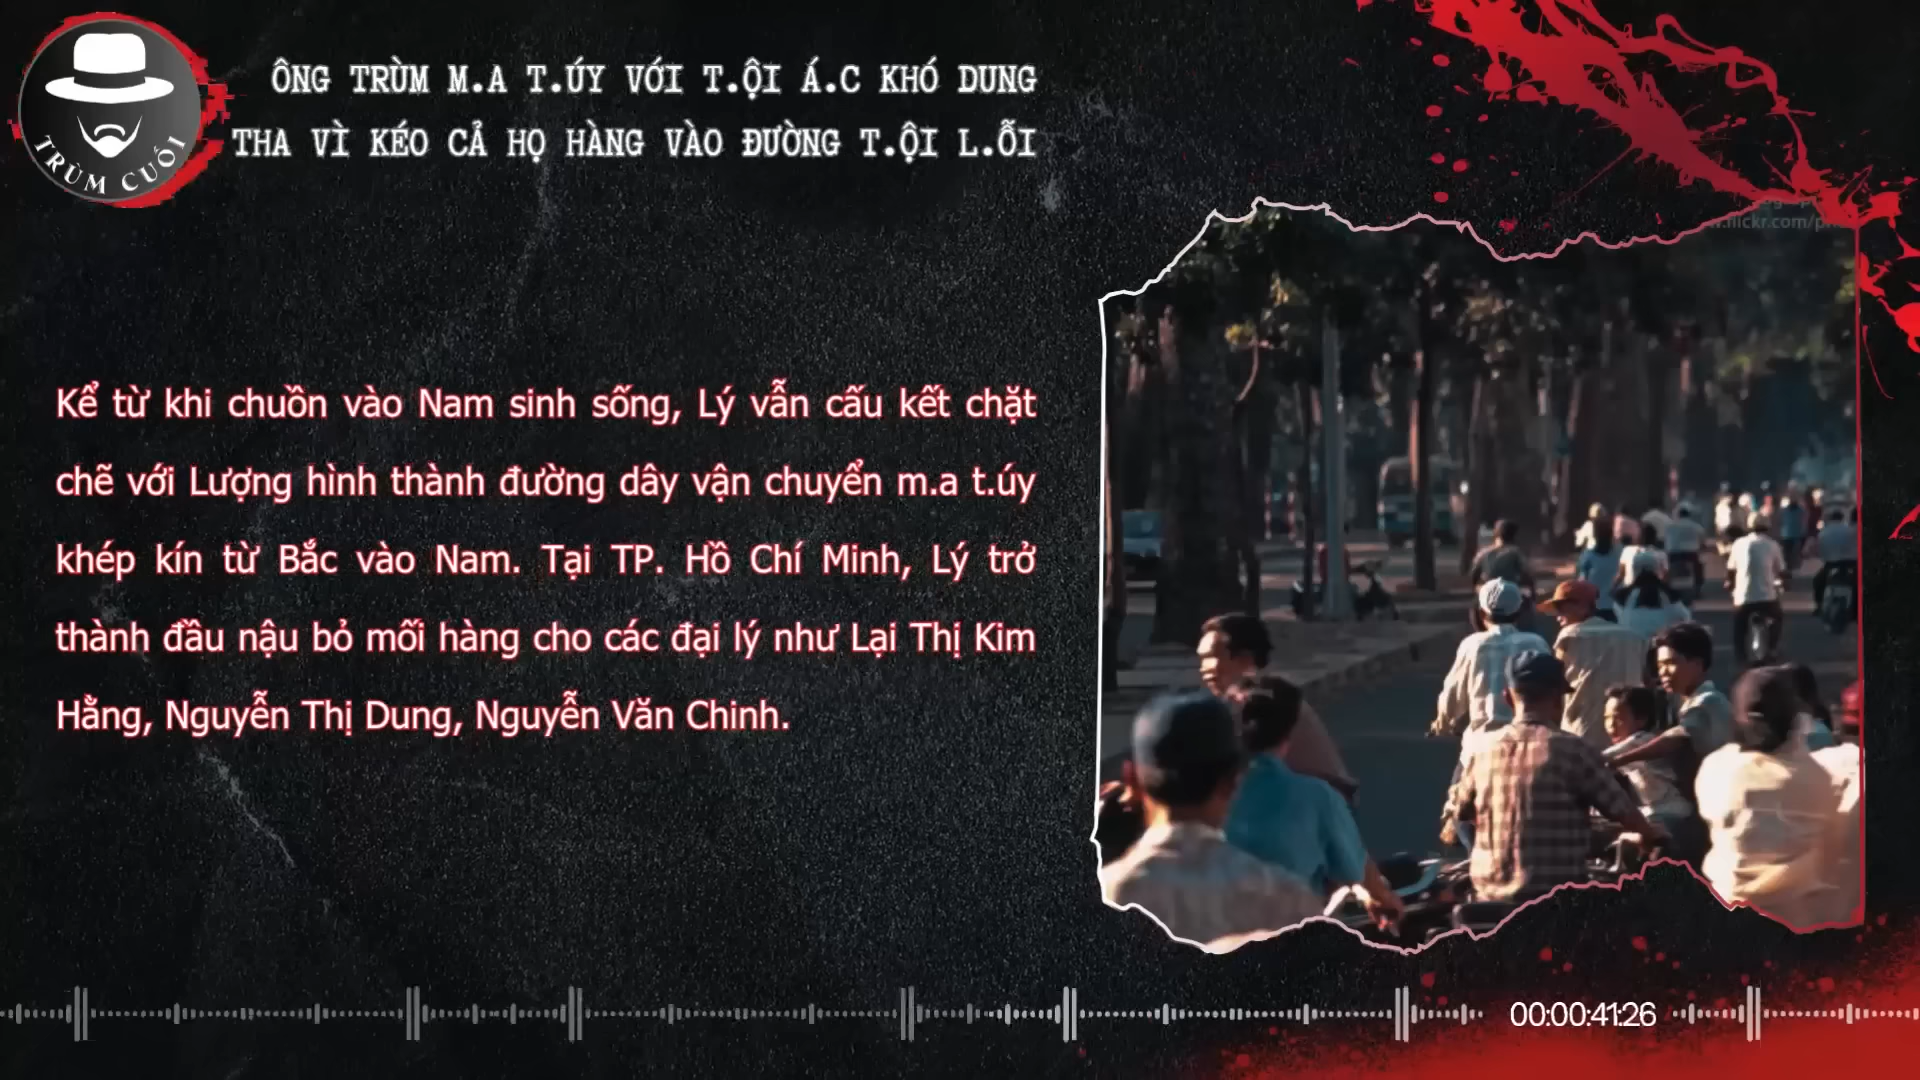 TRÙM CUỐI
ÔNG TRÙM M.A T.ÚY VỚI T.ỘI Á.C KHÓ DUNG
THA VÌ KÉO CẢ HỌ HÀNG VÀO ĐƯỜNG T.ỘI L.ỖI
Kể từ khi chuồn vào Nam sinh sống, Lý vẫn cấu kết chặt
chẽ với Lượng hình thành đường dây vận chuyển m.a t.úy
khép kín từ Bắc vào Nam. Tại TP. Hồ Chí Minh, Lý trở
thành đầu nậu bỏ mối hàng cho các đại lý như Lại Thị Kim
Hằng, Nguyễn Thị Dung, Nguyễn Văn Chinh.
00:00:41:26